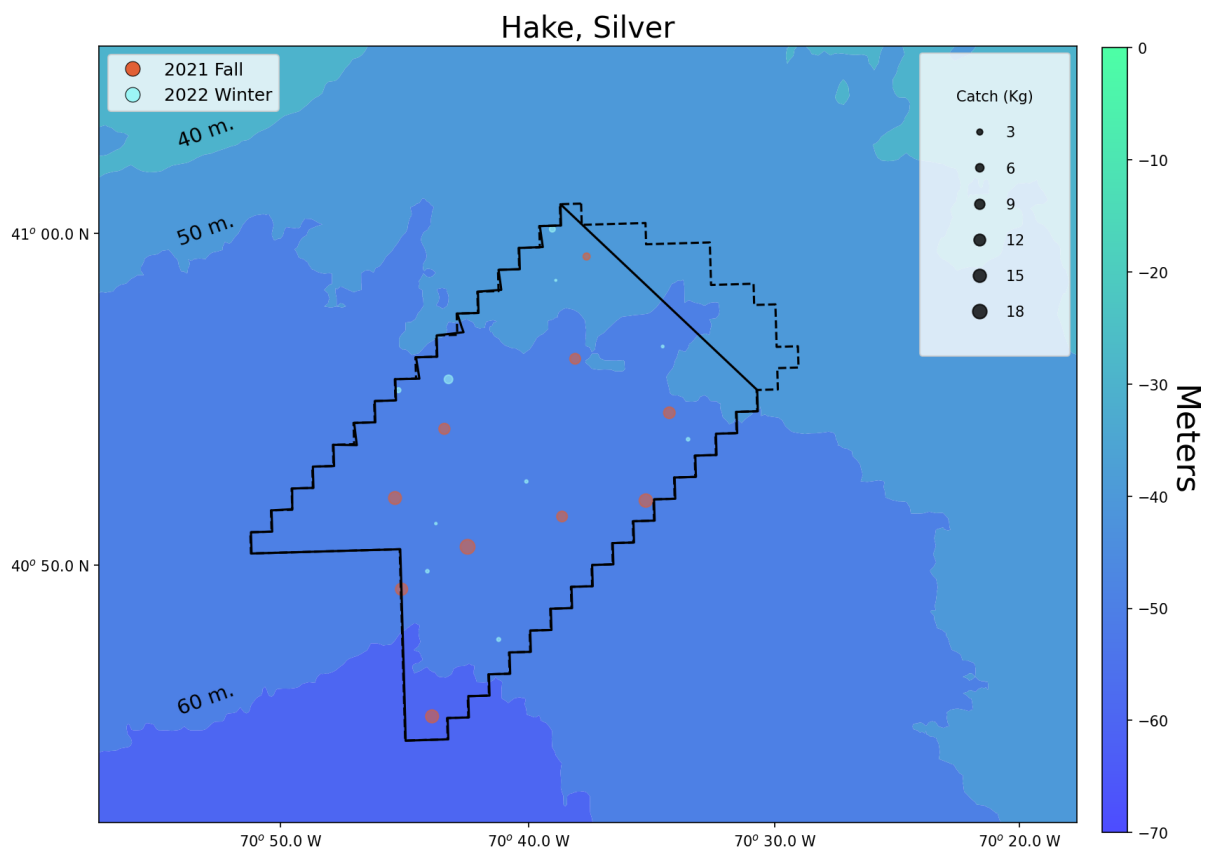 Hake, Silver
2021 Fall
2022 Winter
Catch (Kg)
3
6
9
12
15
18
40 m.
50 m.
60 m.
41° 00.0 N
40° 50.0 N
70° 50.0 W
70° 40.0 W
70° 30.0 W
70° 20.0 W
0
−10
−20
−30
−40
−50
−60
−70
Meters